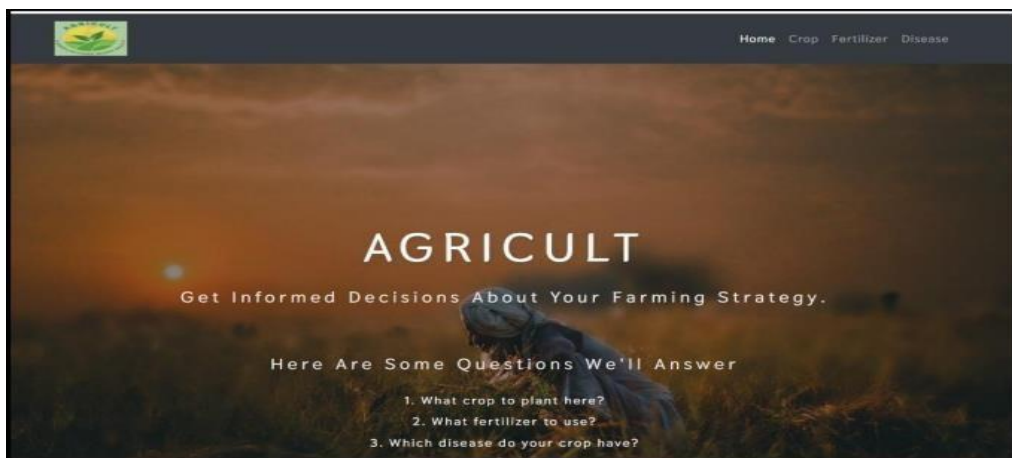 AGRICULT
Home Crop Fertilizer Disease
AGRICULT
Get Informed Decisions About Your Farming Strategy.
Here Are Some Questions We'll Answer
1. What crop to plant here?
2. What fertilizer to use?
3. Which disease do your crop have?